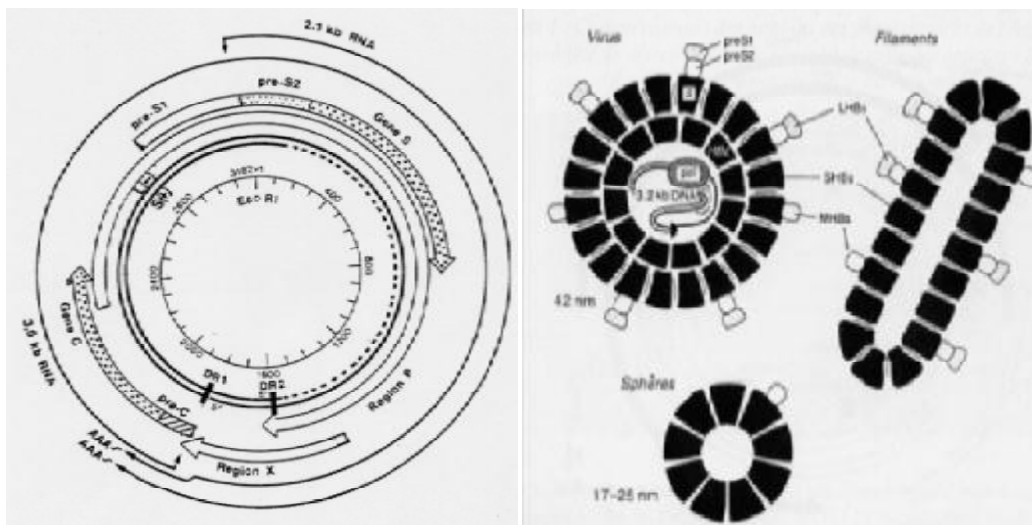 2.1 kb RNA
pre-S2
pre-S1
Gene S
3182+1
Eco RI
400
800
1200
1600
2000
2400
DR1
DR2
Gene C
3,5 kb RNA
pre-C
Region P
Region X
AAA
AAA
Virus
preS1
preS2
Filaments
S
LHBs
pol
3.2 kb DNA
SHBs
MHBs
42 nm
Sphères
17-25 nm